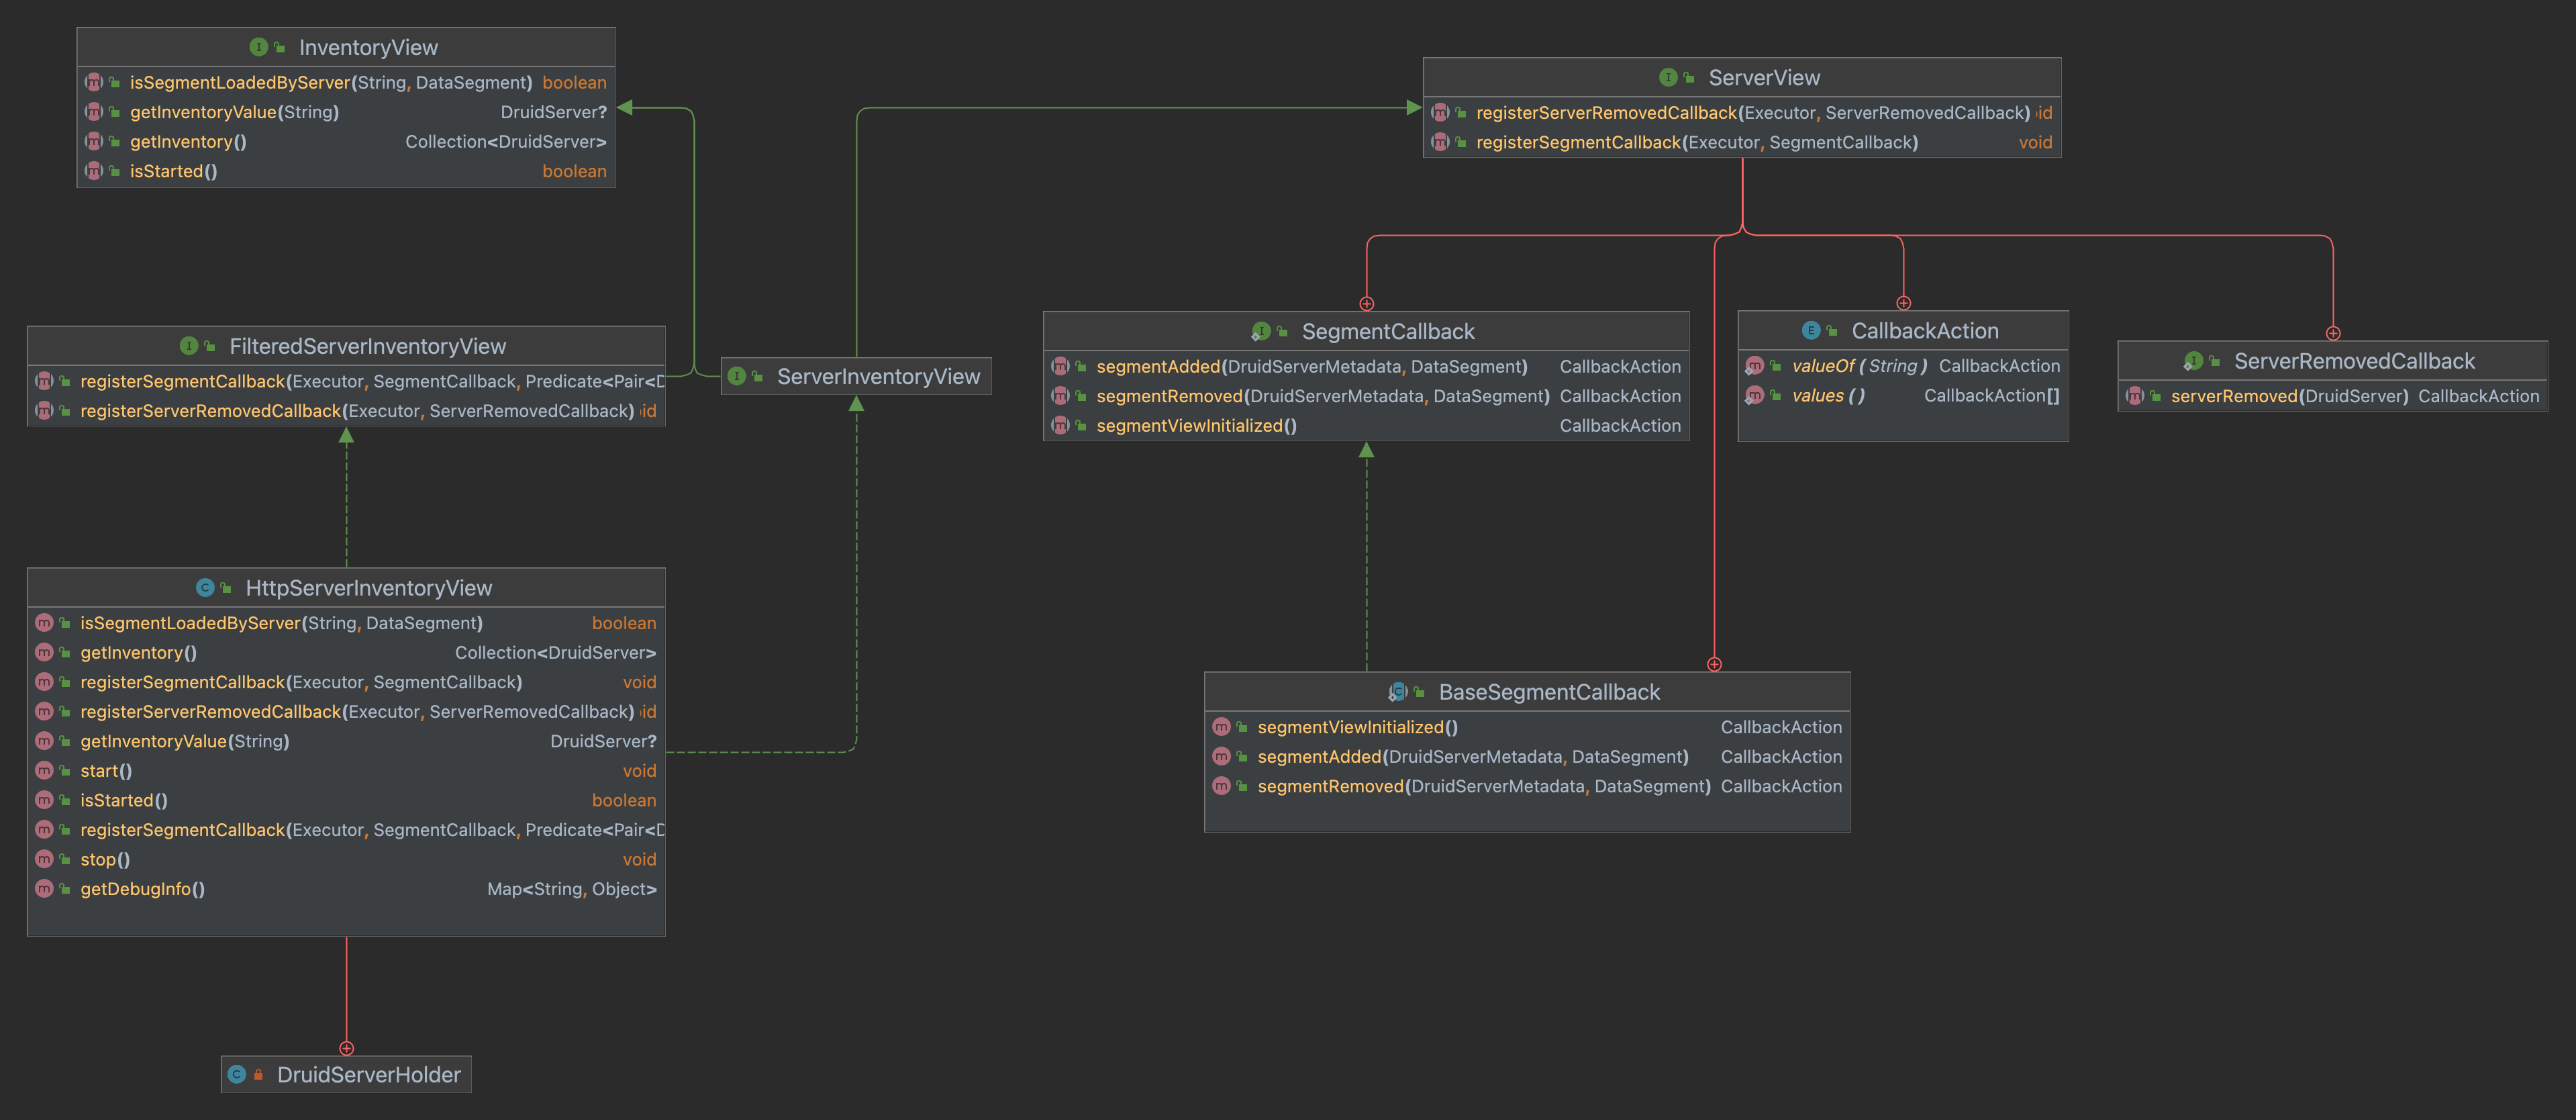 InventoryView
isSegmentLoadedByServer(String, DataSegment) boolean
getInventoryValue(String) DruidServer?
getInventory() Collection<DruidServer>
isStarted() boolean
ServerView
registerServerRemovedCallback(Executor, ServerRemovedCallback) id
registerSegmentCallback(Executor, SegmentCallback) void
FilteredServerInventoryView
registerSegmentCallback(Executor, SegmentCallback, Predicate<Pair<D
registerServerRemovedCallback(Executor, ServerRemovedCallback) id
ServerInventoryView
SegmentCallback
segmentAdded(DruidServerMetadata, DataSegment) CallbackAction
segmentRemoved(DruidServerMetadata, DataSegment) CallbackAction
segmentViewInitialized() CallbackAction
CallbackAction
valueOf(String) CallbackAction
values() CallbackAction[]
ServerRemovedCallback
serverRemoved(DruidServer) CallbackAction
HttpServerInventoryView
isSegmentLoadedByServer(String, DataSegment) boolean
getInventory() Collection<DruidServer>
registerSegmentCallback(Executor, SegmentCallback) void
registerServerRemovedCallback(Executor, ServerRemovedCallback) id
getInventoryValue(String) DruidServer?
start() void
isStarted() boolean
registerSegmentCallback(Executor, SegmentCallback, Predicate<Pair<D
stop() void
getDebugInfo() Map<String, Object>
BaseSegmentCallback
segmentViewInitialized() CallbackAction
segmentAdded(DruidServerMetadata, DataSegment) CallbackAction
segmentRemoved(DruidServerMetadata, DataSegment) CallbackAction
DruidServerHolder